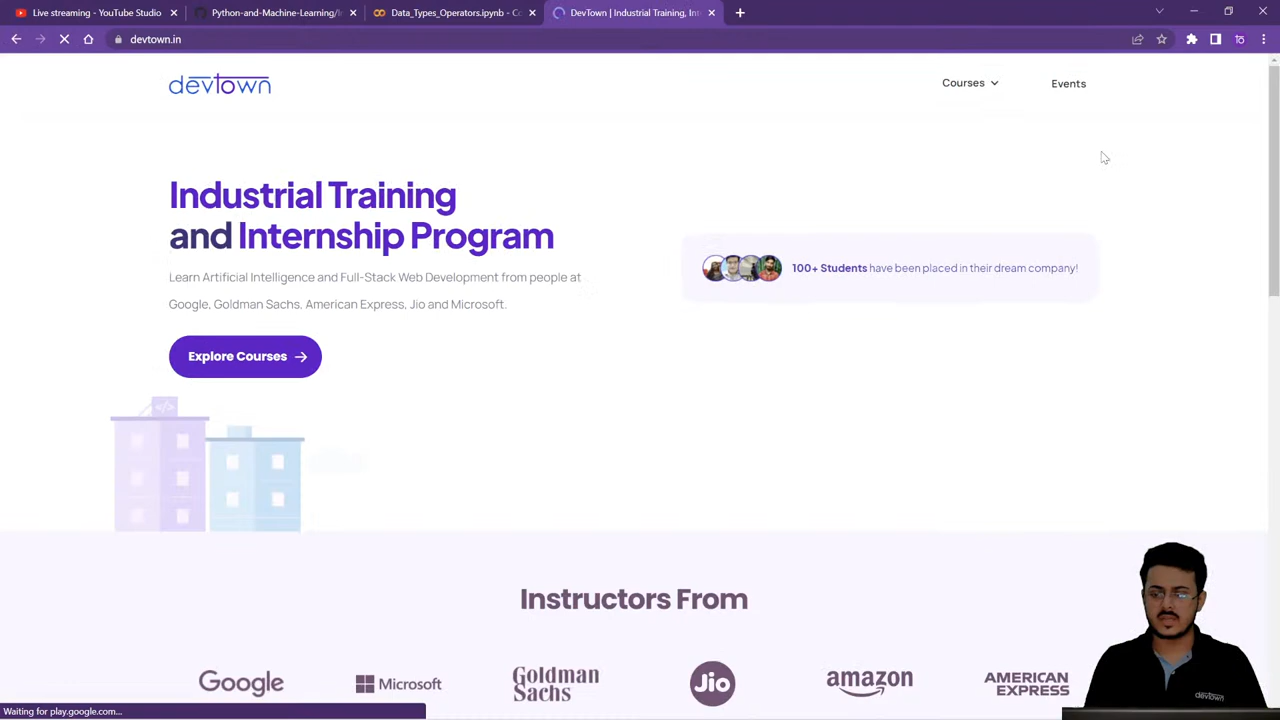 Live streaming - YouTube Studio
Python-and-Machine-Learning/
Data_Types_Operators.ipynb - Co
DevTown | Industrial Training, Int
devtown.in
devtown
Courses
Events
Industrial Training
and Internship Program
100+ Students have been placed in their dream company!
Learn Artificial Intelligence and Full-Stack Web Development from people at
Google, Goldman Sachs, American Express, Jio and Microsoft.
Explore Courses
</>
Instructors From
Google
Microsoft
Goldman
Sachs
Jio
amazon
AMERICAN
EXPRESS
devtown
Waiting for play.google.com...